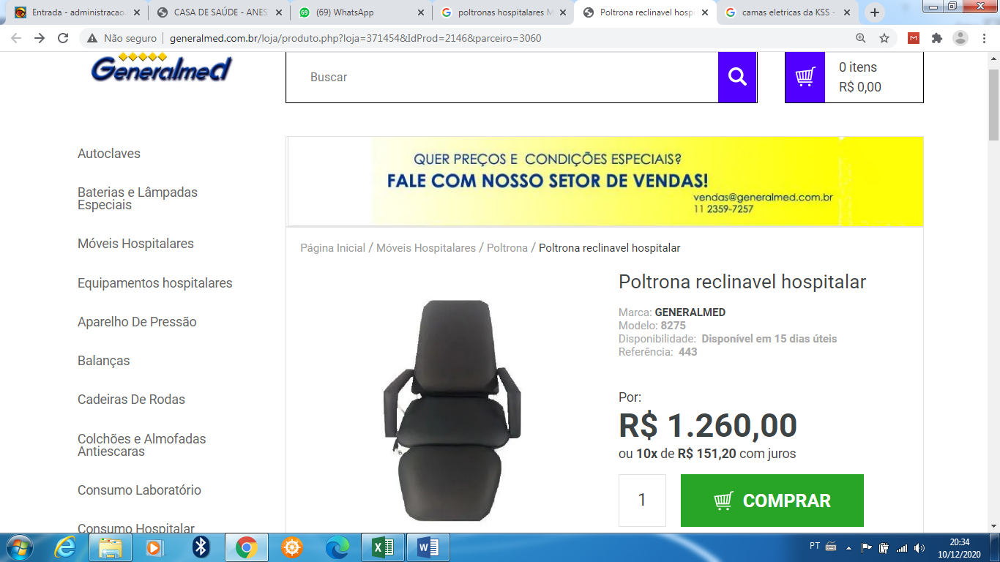 Entrada - administracao.
CASA DE SAÚDE - ANES
(69) WhatsApp
poltronas hospitalares M
Poltrona reclinavel hosp
camas eletricas da KSS -
Não seguro
generalmed.com.br/loja/produto.php?loja=371454&IdProd=2146&parceiro=3060
Generalmed
Buscar
0 itens
R$ 0,00
Autoclaves
Baterias e Lâmpadas
Especiais
Móveis Hospitalares
Equipamentos hospitalares
Aparelho De Pressão
Balanças
Cadeiras De Rodas
Colchões e Almofadas
Antiescaras
Consumo Laboratório
Consumo Hospitalar
QUER PREÇOS E CONDIÇÕES ESPECIAIS?
FALE COM NOSSO SETOR DE VENDAS!
vendas@generalmed.com.br
11 2359-7257
Página Inicial / Móveis Hospitalares / Poltrona / Poltrona reclinavel hospitalar
Poltrona reclinavel hospitalar
Marca: GENERALMED
Modelo: 8275
Disponibilidade: Disponível em 15 dias úteis
Referência: 443
Por:
R$ 1.260,00
ou 10x de R$ 151,20 com juros
1
COMPRAR
PT
20:34
10/12/2020